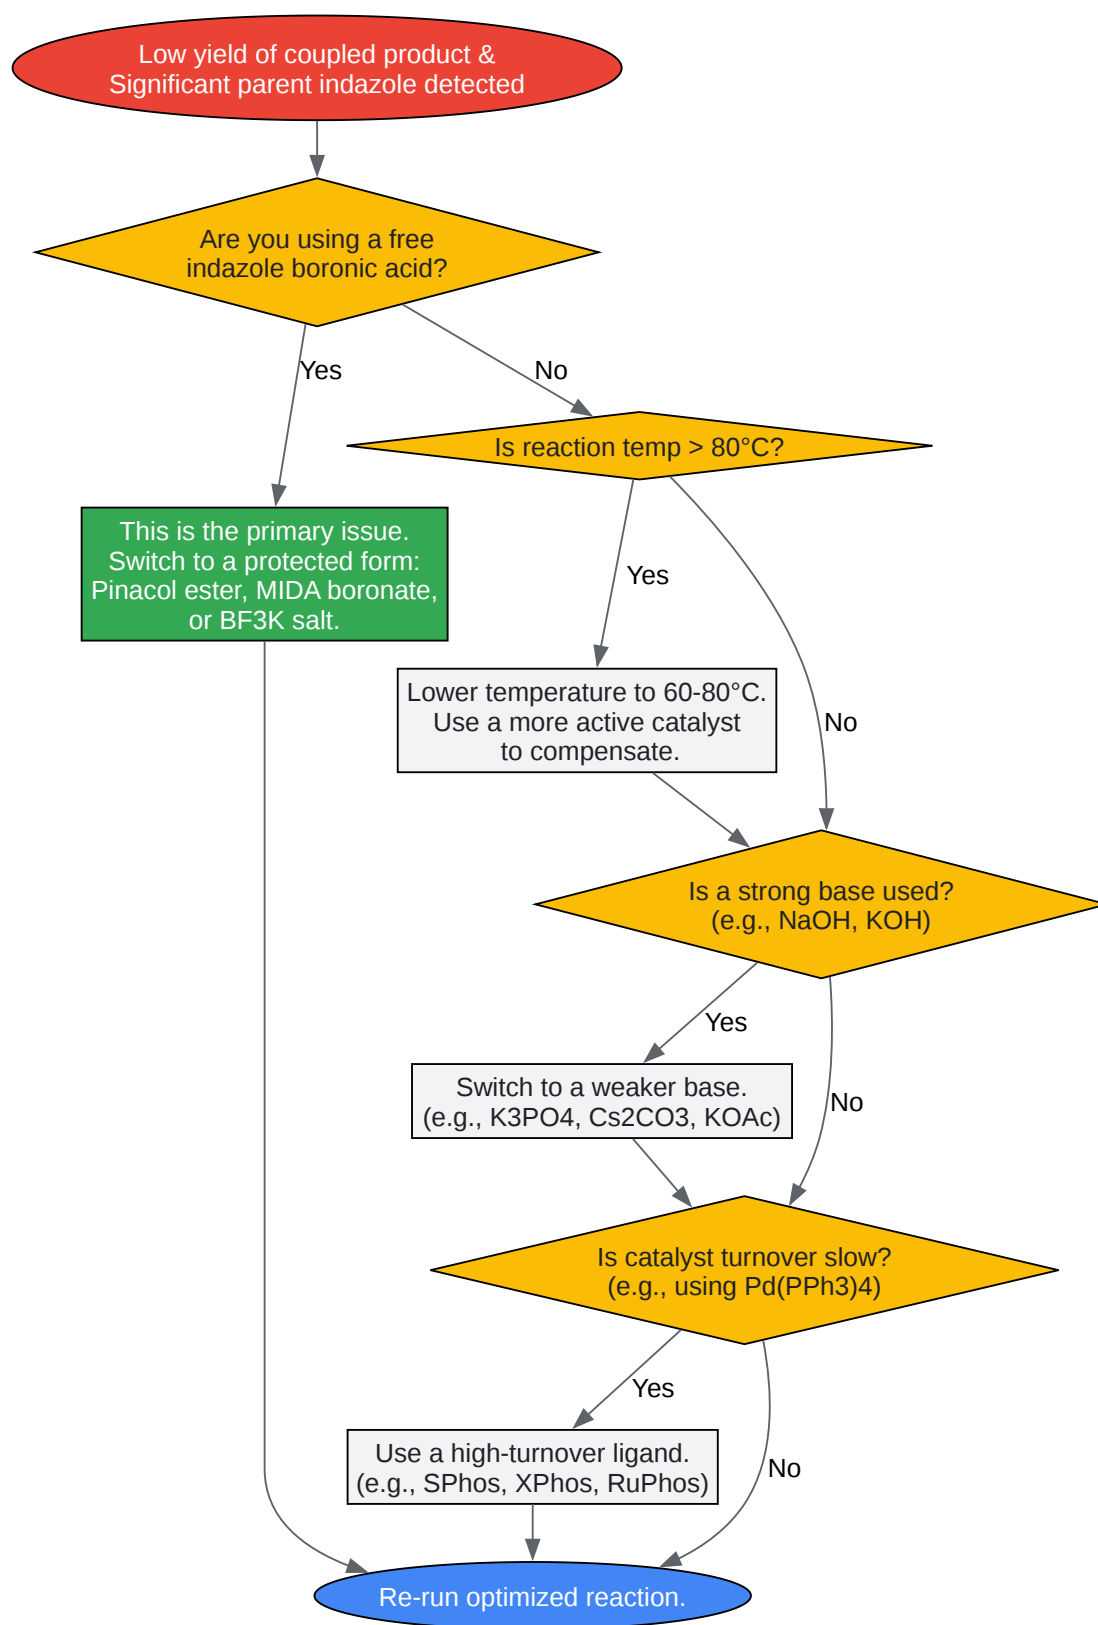 Low yield of coupled product &
Significant parent indazole detected
Are you using a free
indazole boronic acid?
Yes
No
Is reaction temp > 80°C?
This is the primary issue.
Switch to a protected form:
Pinacol ester, MIDA boronate,
or BF3K salt.
Yes
Lower temperature to 60-80°C.
Use a more active catalyst
to compensate.
No
Is a strong base used?
(e.g., NaOH, KOH)
Yes
Switch to a weaker base.
(e.g., K3PO4, Cs2CO3, KOAc)
No
Is catalyst turnover slow?
(e.g., using Pd(PPh3)4)
Yes
Use a high-turnover ligand.
(e.g., SPhos, XPhos, RuPhos)
No
Re-run optimized reaction.